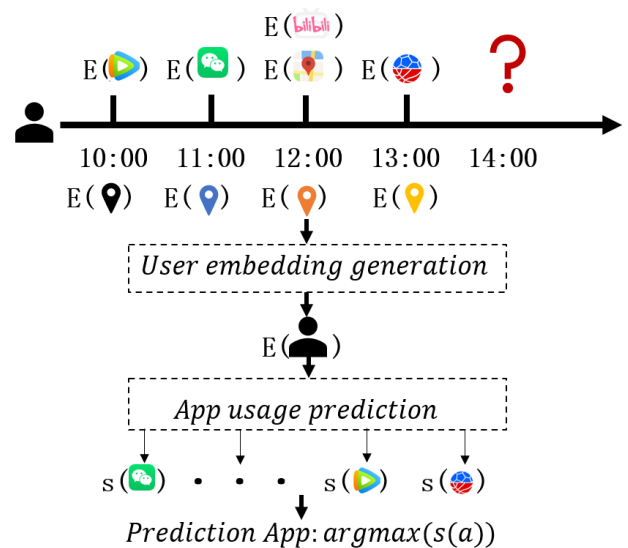 E(bilibili)
E( ) E( ) E( ) E( ) ?
10:00 11:00 12:00 13:00 14:00
E( ) E( ) E( ) E( )
User embedding generation
E( )
App usage prediction
s( ) · · · s( ) s( )
Prediction App: argmax(s(a))